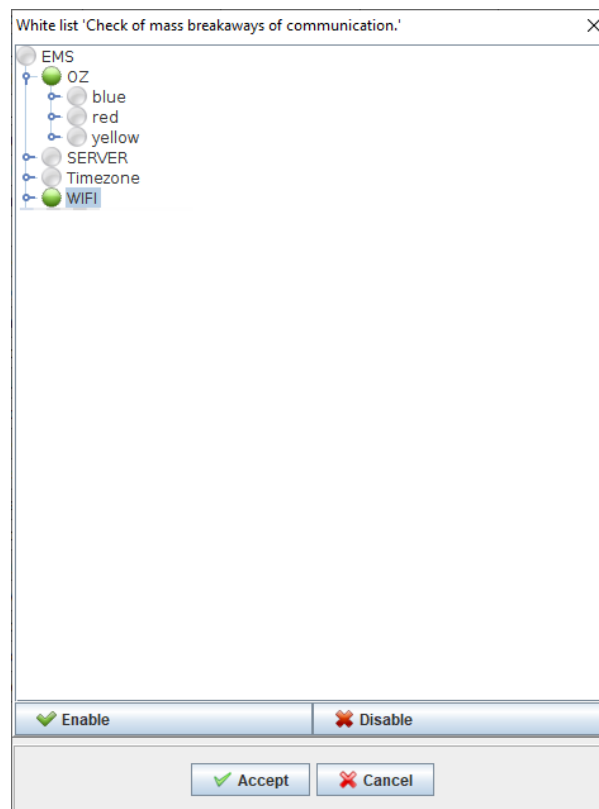 White list 'Check of mass breakaways of communication.'
EMS
OZ
blue
red
yellow
SERVER
Timezone
WIFI
Enable Disable
Accept Cancel